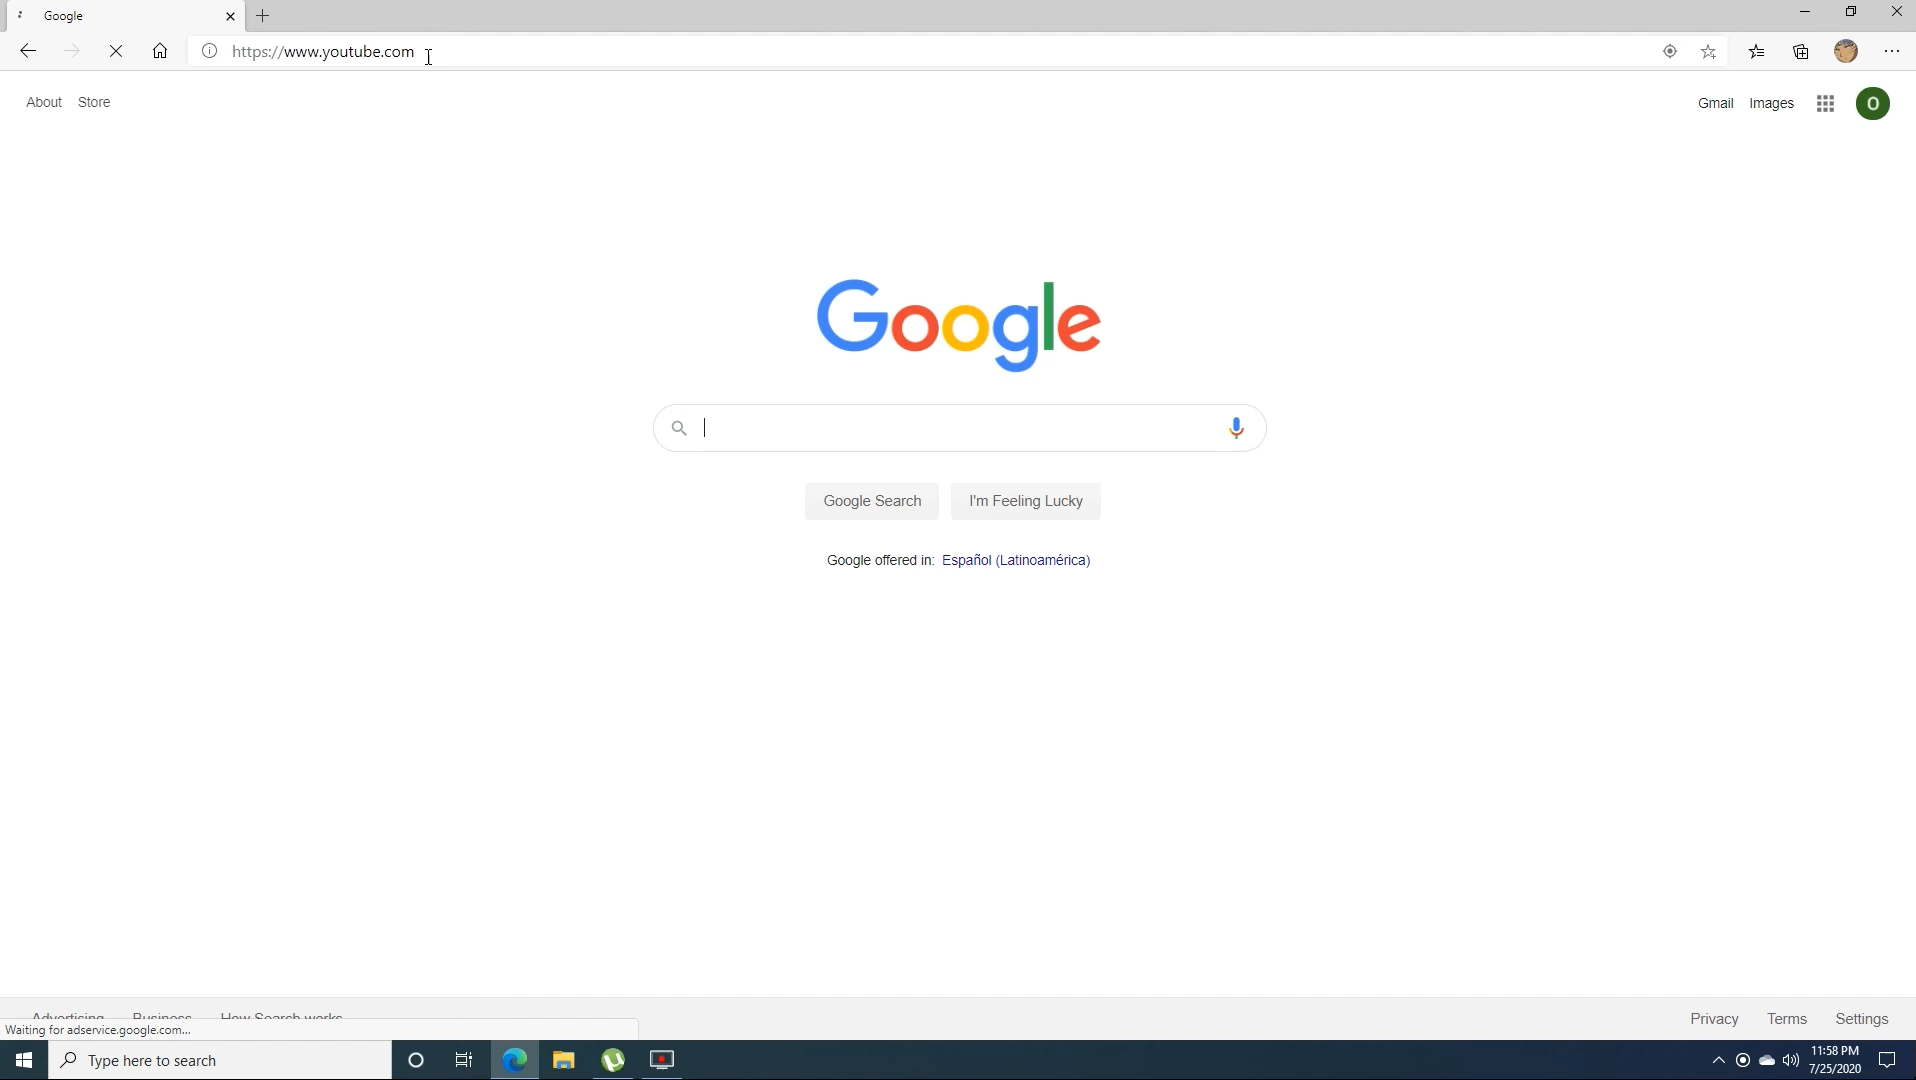 Google
https://www.youtube.com
About Store
Gmail Images O
Google
Google Search I'm Feeling Lucky
Google offered in: Español (Latinoamérica)
Advertising Business How Search works
Privacy Terms Settings
Waiting for adservice.google.com...
Type here to search
11:58 PM
7/25/2020